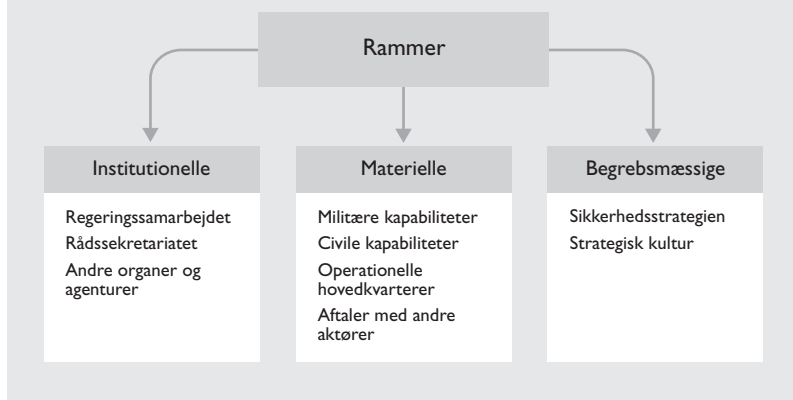 Rammer
Institutionelle
Regeringssamarbejdet
Rådssekretariatet
Andre organer og
agenturer
Materielle
Militære kapabiliteter
Civile kapabiliteter
Operationelle
hovedkvarterer
Aftaler med andre
aktører
Begrebsmæssige
Sikkerhedsstrategien
Strategisk kultur